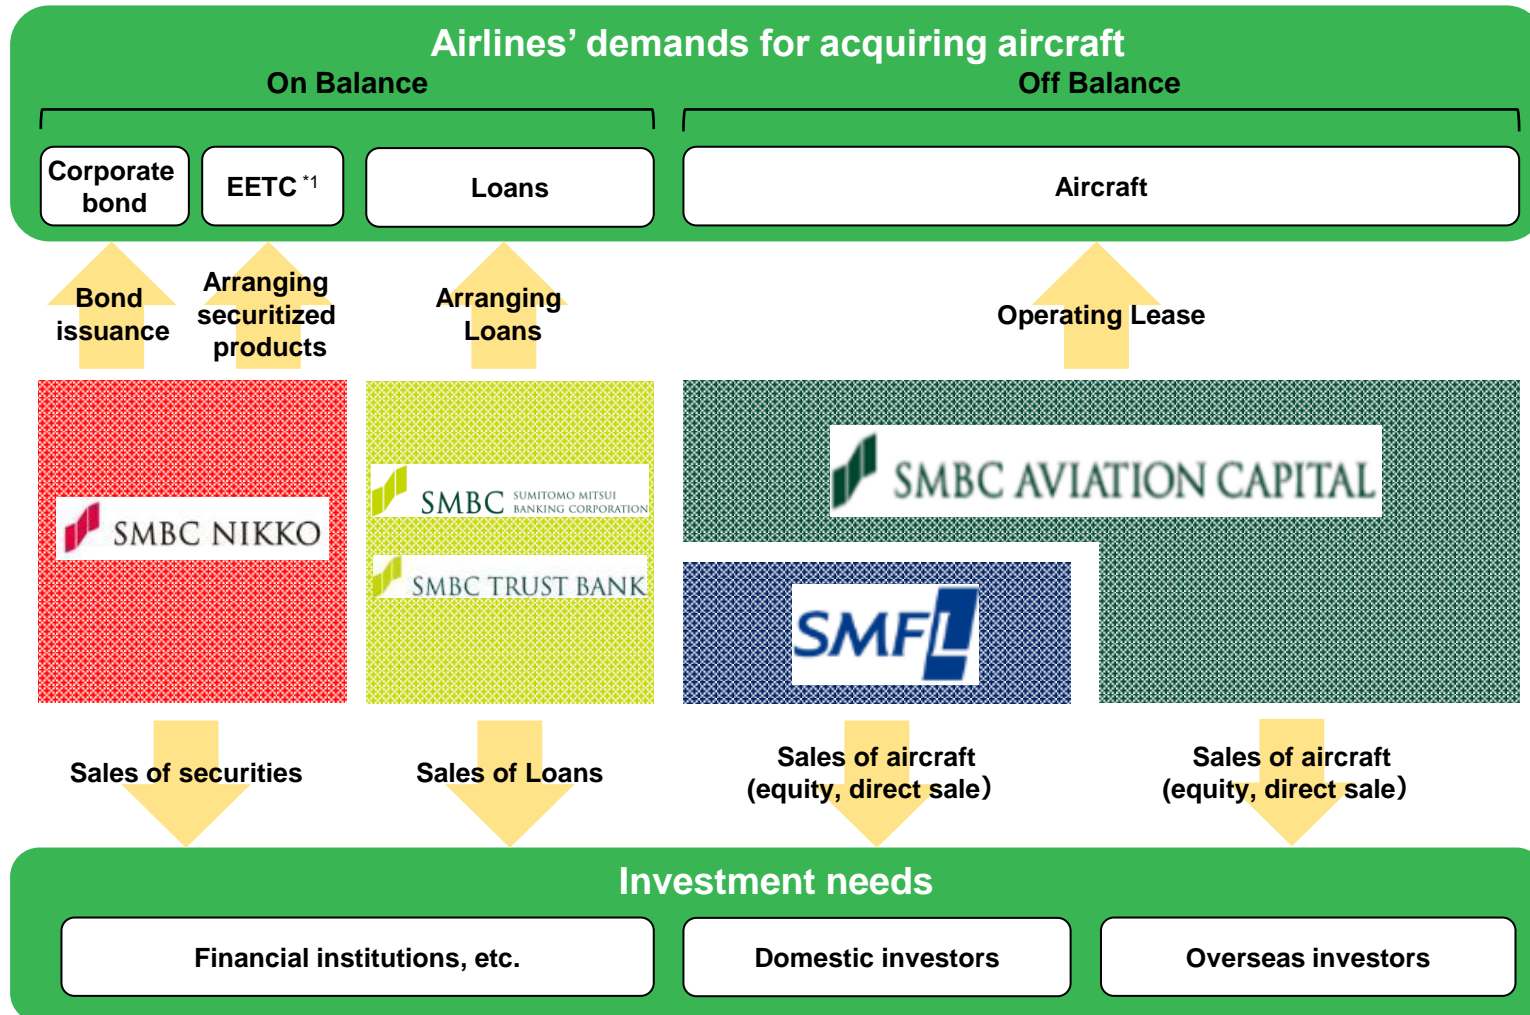 Airlines’ demands for acquiring aircraft
On Balance
Off Balance
Corporate
bond
EETC *1
Loans
Aircraft
Bond
issuance
Arranging
securitized
products
Arranging
Loans
Operating Lease
SMBC NIKKO
SMBC SUMITOMO MITSUI
BANKING CORPORATION
SMBC TRUST BANK
SMBC AVIATION CAPITAL
SMFL
Sales of securities
Sales of Loans
Sales of aircraft
(equity, direct sale）
Sales of aircraft
(equity, direct sale）
Investment needs
Financial institutions, etc.
Domestic investors
Overseas investors